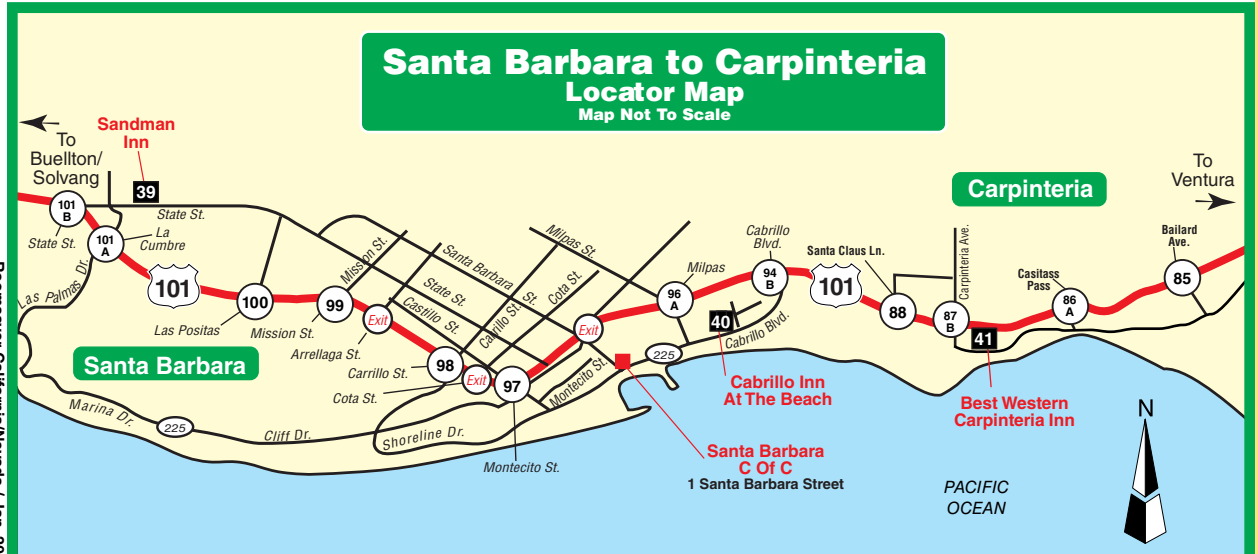 Santa Barbara to Carpinteria
Locator Map
Map Not To Scale
To
Buellton/
Solvang
Sandman
Inn
39
101
B
State St.
State St.
101
A
La
Cumbre
Las Palmas Dr.
101
100
Las Positas
99
Mission St.
Mission St.
Exit
Arrellaga St.
Santa Barbara St.
State St.
Castillo St.
Carrillo St.
Cota St.
Milpas St.
98
Carrillo St.
Exit
Cota St.
97
Montecito St.
Montecito St.
Exit
Santa Barbara
Marina Dr.
225
Cliff Dr.
Shoreline Dr.
225
96
A
Milpas
40
Cabrillo Blvd.
Cabrillo
Blvd.
94
B
101
Cabrillo Inn
At The Beach
Santa Barbara
C Of C
1 Santa Barbara Street
Santa Claus Ln.
88
Carpinteria
Carpinteria Ave.
87
B
41
Best Western
Carpinteria Inn
Casitass
Pass
86
A
Bailard
Ave.
85
To
Ventura
PACIFIC
OCEAN
N